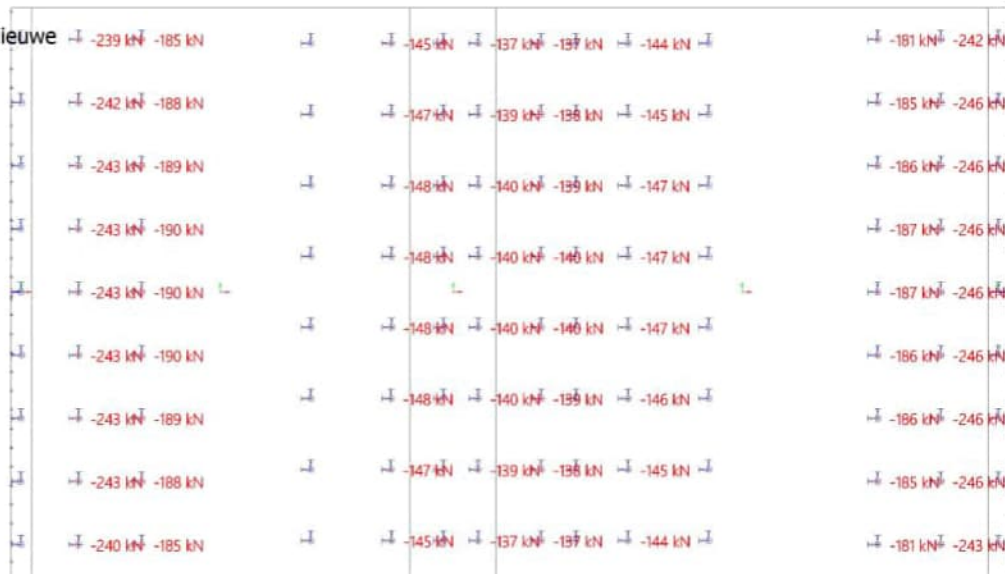 ieuwe -239 kN -185 kN -145 kN -137 kN -137 kN -144 kN -181 kN -242 kN
-242 kN -188 kN -147 kN -139 kN -138 kN -145 kN -185 kN -246 kN
-243 kN -189 kN -148 kN -140 kN -139 kN -147 kN -186 kN -246 kN
-243 kN -190 kN -148 kN -140 kN -140 kN -147 kN -187 kN -246 kN
-243 kN -190 kN -187 kN -246 kN
-148 kN -140 kN -140 kN -147 kN
-243 kN -190 kN -186 kN -246 kN
-148 kN -140 kN -139 kN -146 kN
-243 kN -189 kN -186 kN -246 kN
-147 kN -139 kN -138 kN -145 kN
-243 kN -188 kN -185 kN -246 kN
-240 kN -185 kN -145 kN -137 kN -137 kN -144 kN -181 kN -243 kN